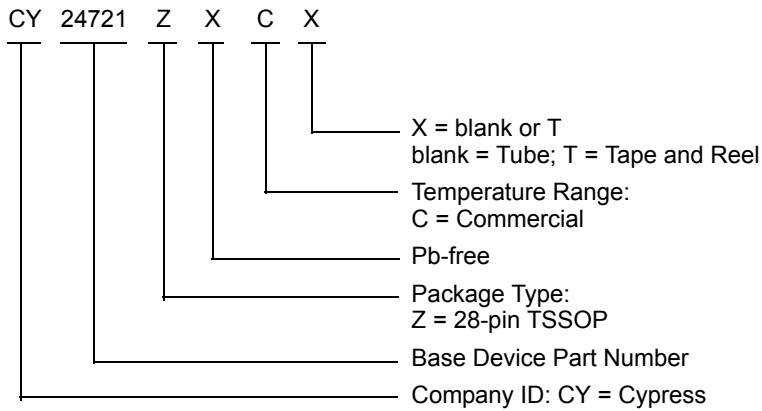 CY 24721 Z X C X
X = blank or T
blank = Tube; T = Tape and Reel
Temperature Range:
C = Commercial
Pb-free
Package Type:
Z = 28-pin TSSOP
Base Device Part Number
Company ID: CY = Cypress